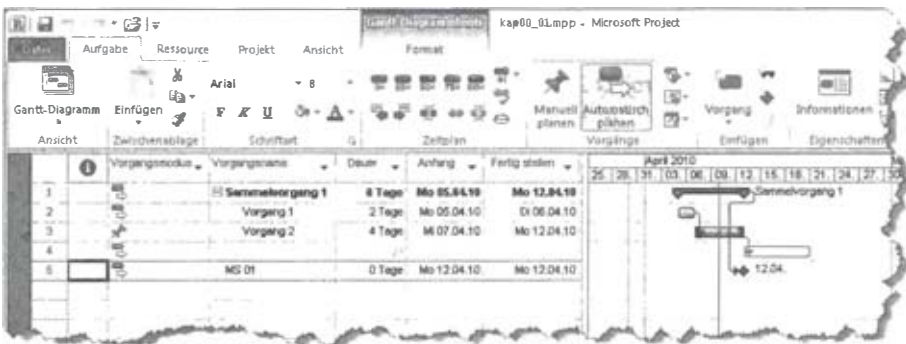 Gantt-Diagrammtools kap00_01.mpp - Microsoft Project
Datei Aufgabe Ressource Projekt Ansicht Format
Arial 8
Gantt-Diagramm Einfügen F K U Manuell planen Automatisch planen Vorgang Informationen
Ansicht Zwischenablage Schriftart Zeitplan Vorgänge Einfügen Eigenschaften
Vorgangsmodus Vorgangsname Dauer Anfang Fertig stellen April 2010
25. 28. 31. 03. 06. 09. 12. 15. 18. 21. 24. 27. 30
1 Sammelvorgang 1 6 Tage Mo 05.04.10 Mo 12.04.10 Sammelvorgang 1
2 Vorgang 1 2 Tage Mo 05.04.10 Di 06.04.10
3 Vorgang 2 4 Tage Mi 07.04.10 Mo 12.04.10
4
5 MS 01 0 Tage Mo 12.04.10 Mo 12.04.10 12.04.